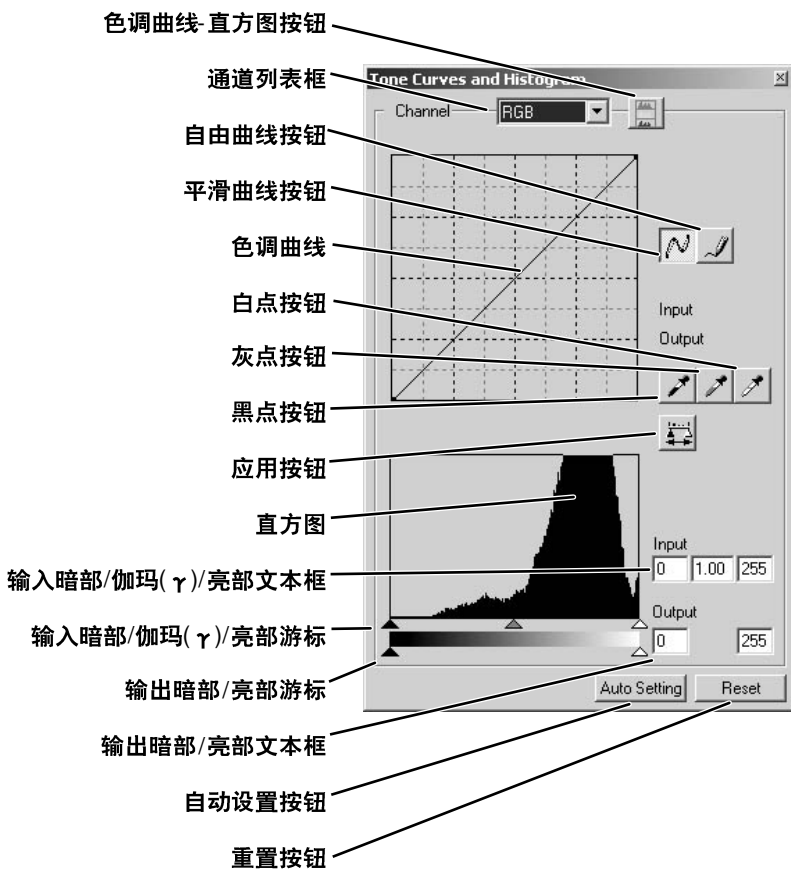 色调曲线-直方图按钮
通道列表框
自由曲线按钮
平滑曲线按钮
色调曲线
白点按钮
灰点按钮
黑点按钮
应用按钮
直方图
输入暗部/伽玛(γ)/亮部文本框
输入暗部/伽玛(γ)/亮部游标
输出暗部/亮部游标
输出暗部/亮部文本框
自动设置按钮
重置按钮
Tone Curves and Histogram
Channel RGB
Input
Output
Input
0 1.00 255
Output
0 255
Auto Setting Reset